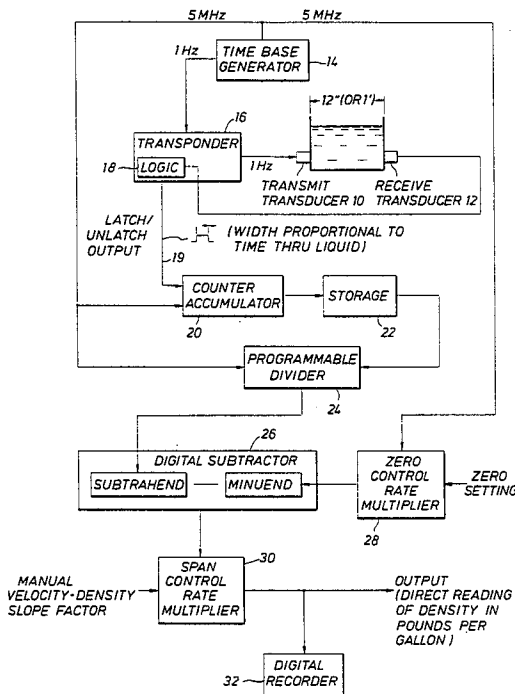 5 MHz
5 MHz
TIME BASE
GENERATOR
14
1 Hz
12" (OR 1')
16
TRANSPONDER
18
LOGIC
1 Hz
TRANSMIT
TRANSDUCER 10
RECEIVE
TRANSDUCER 12
LATCH/
UNLATCH
OUTPUT
19
(WIDTH PROPORTIONAL TO
TIME THRU LIQUID)
COUNTER
ACCUMULATOR
20
STORAGE
22
PROGRAMMABLE
DIVIDER
24
26
DIGITAL SUBTRACTOR
SUBTRAHEND
MINUEND
ZERO
CONTROL
RATE
MULTIPLIER
28
ZERO
SETTING
30
MANUAL
VELOCITY-DENSITY
SLOPE FACTOR
SPAN
CONTROL
RATE
MULTIPLIER
OUTPUT
(DIRECT READING
OF DENSITY IN
POUNDS PER
GALLON)
32
DIGITAL
RECORDER